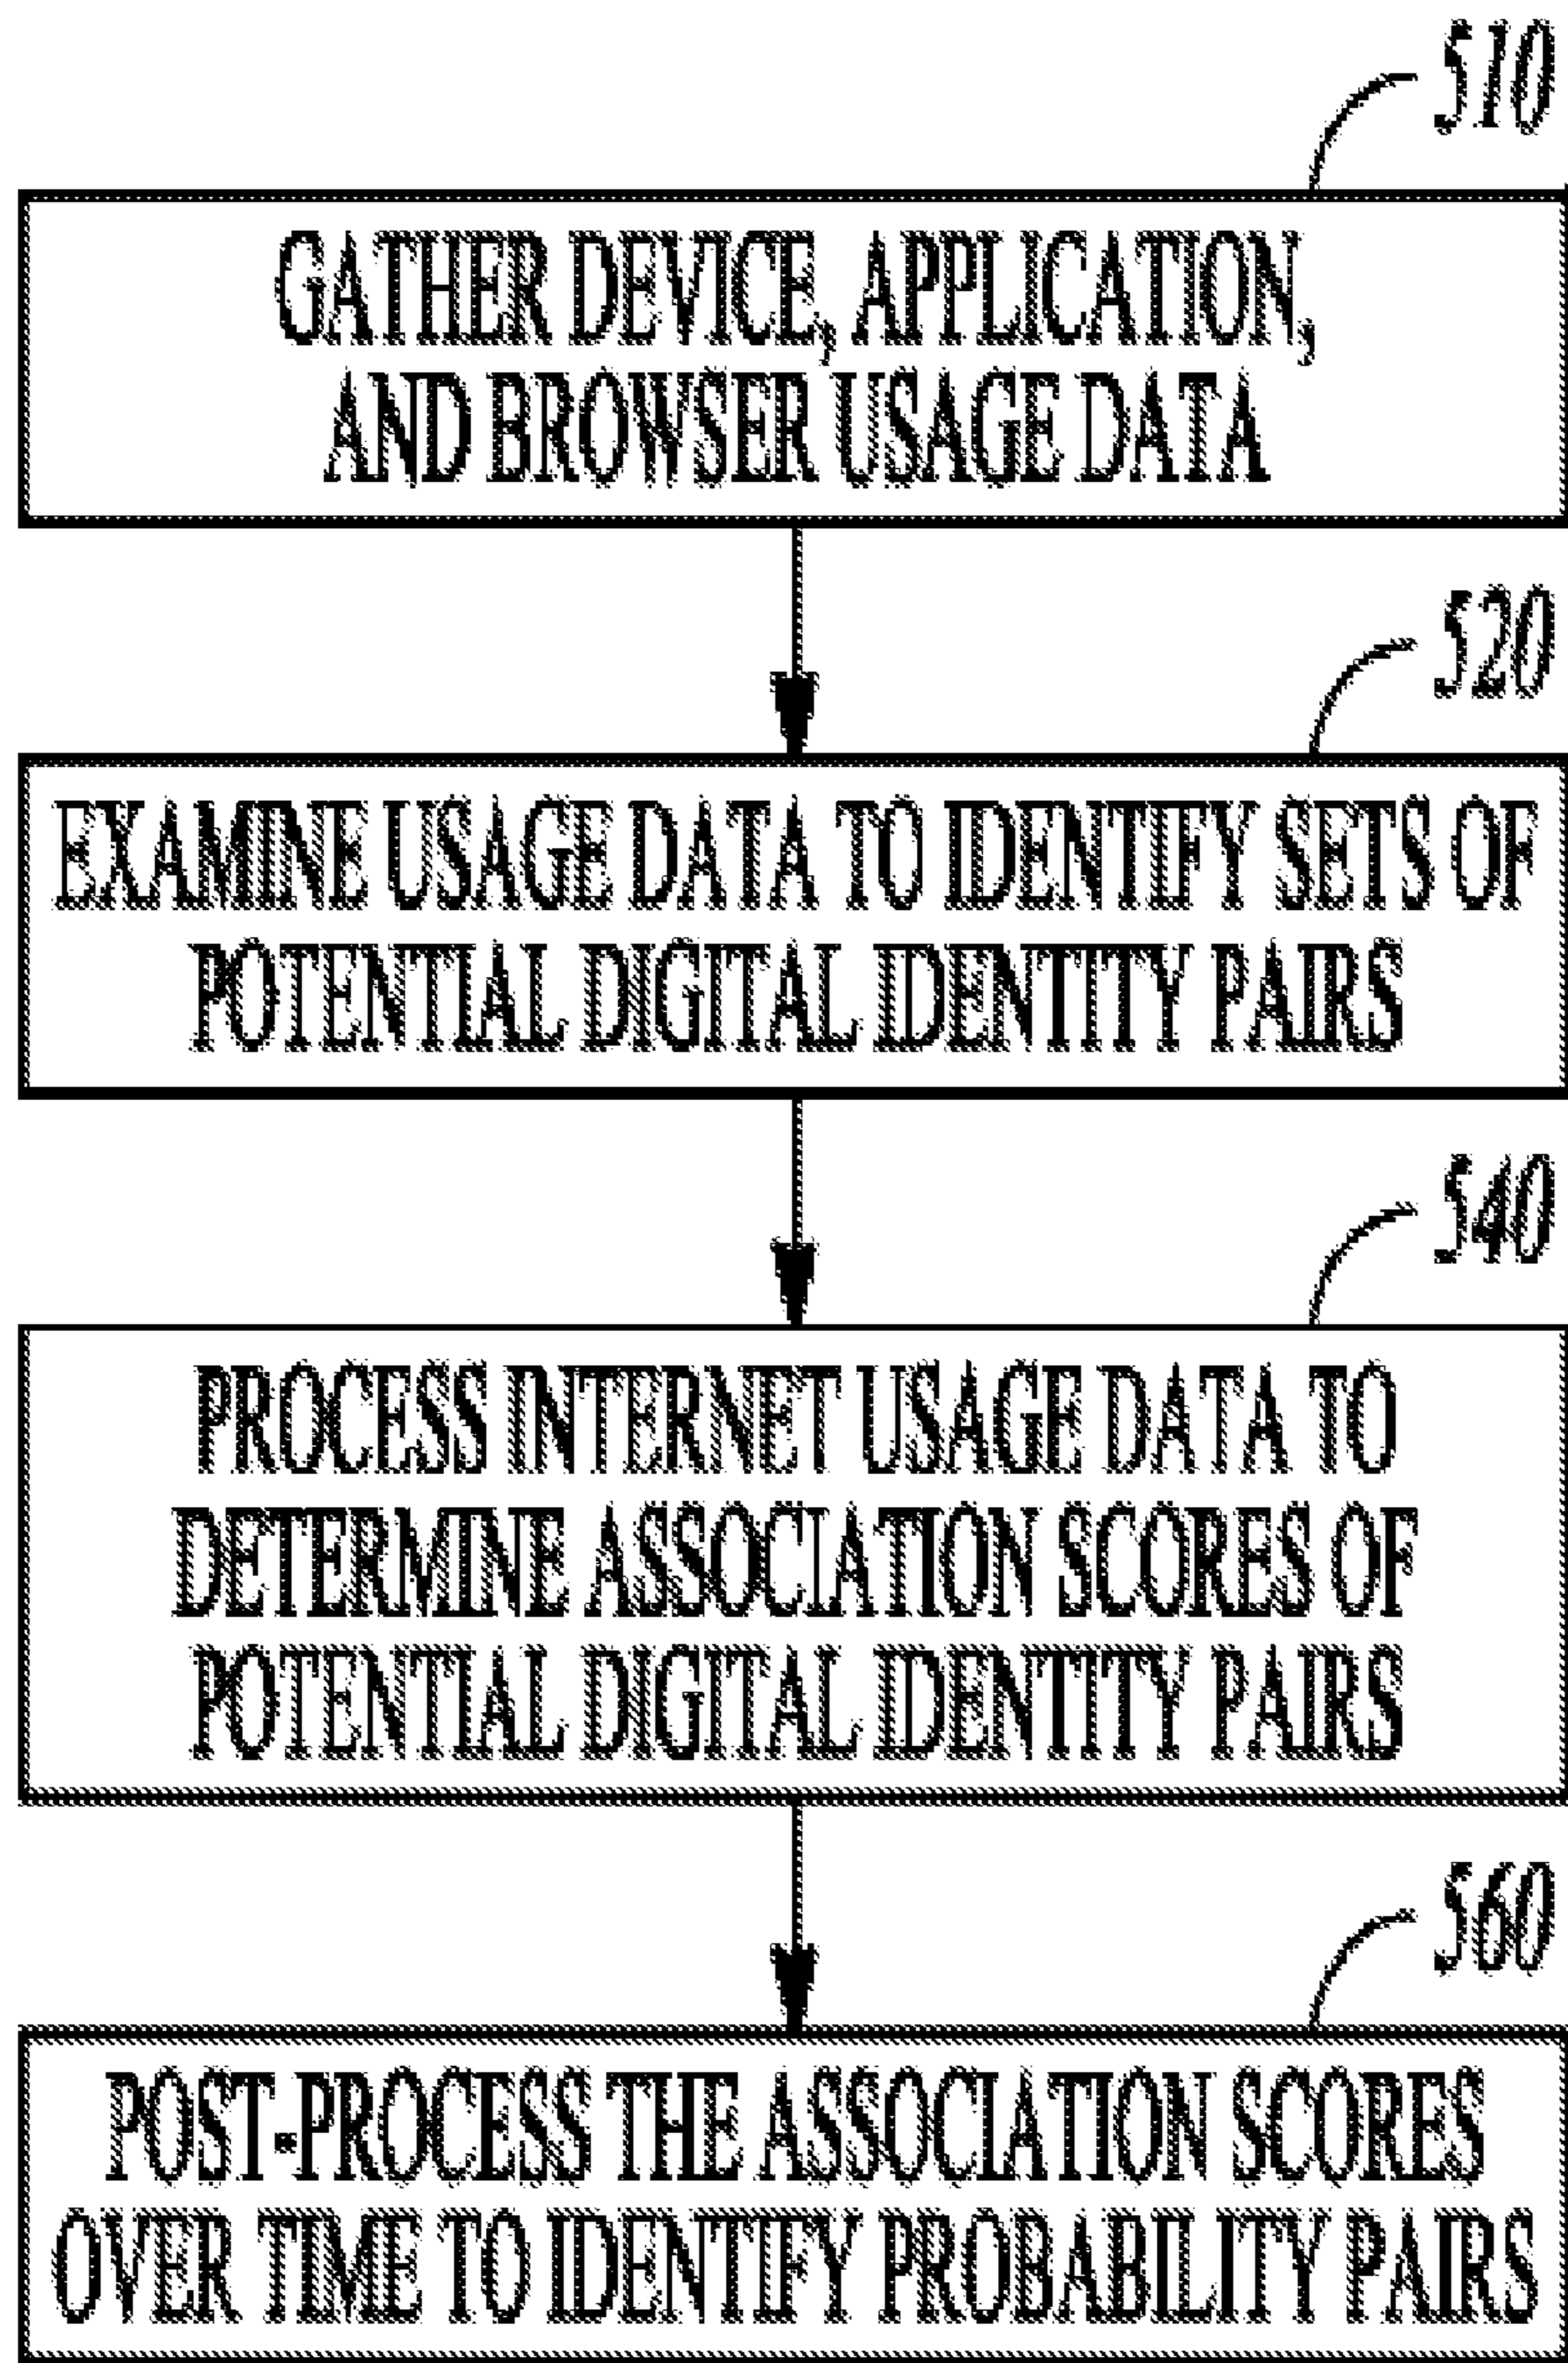 510
GATHER DEVICE, APPLICATION,
AND BROWSER USAGE DATA
520
EXAMINE USAGE DATA TO IDENTIFY SETS OF
POTENTIAL DIGITAL IDENTITY PAIRS
540
PROCESS INTERNET USAGE DATA TO
DETERMINE ASSOCIATION SCORES OF
POTENTIAL DIGITAL IDENTITY PAIRS
560
POST-PROCESS THE ASSOCIATION SCORES
OVER TIME TO IDENTIFY PROBABILITY PAIRS